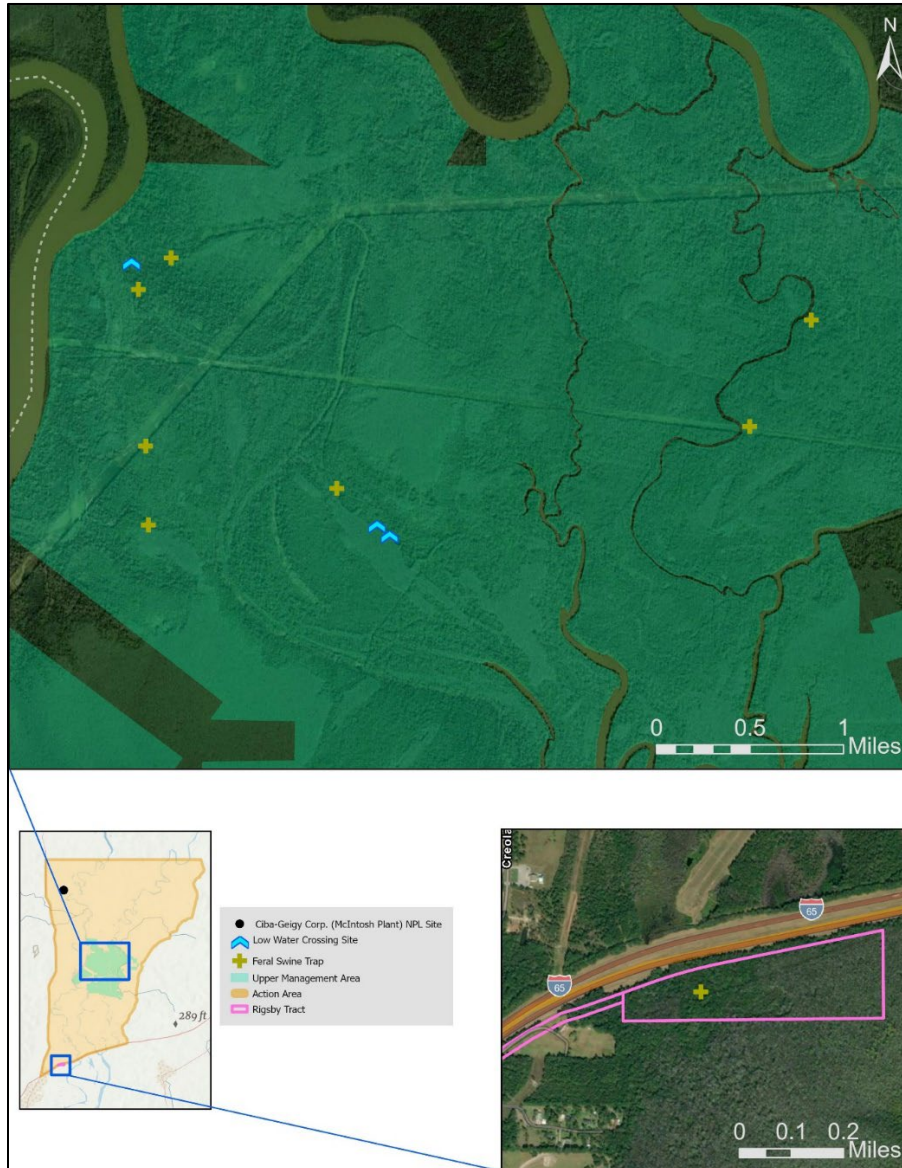 N
0 0.5 1
Miles
Creola
65
65
65
289 ft
Ciba-Geigy Corp. (McIntosh Plant) NPL Site
Low Water Crossing Site
Feral Swine Trap
Upper Management Area
Action Area
Rigsby Tract
0 0.1 0.2
Miles